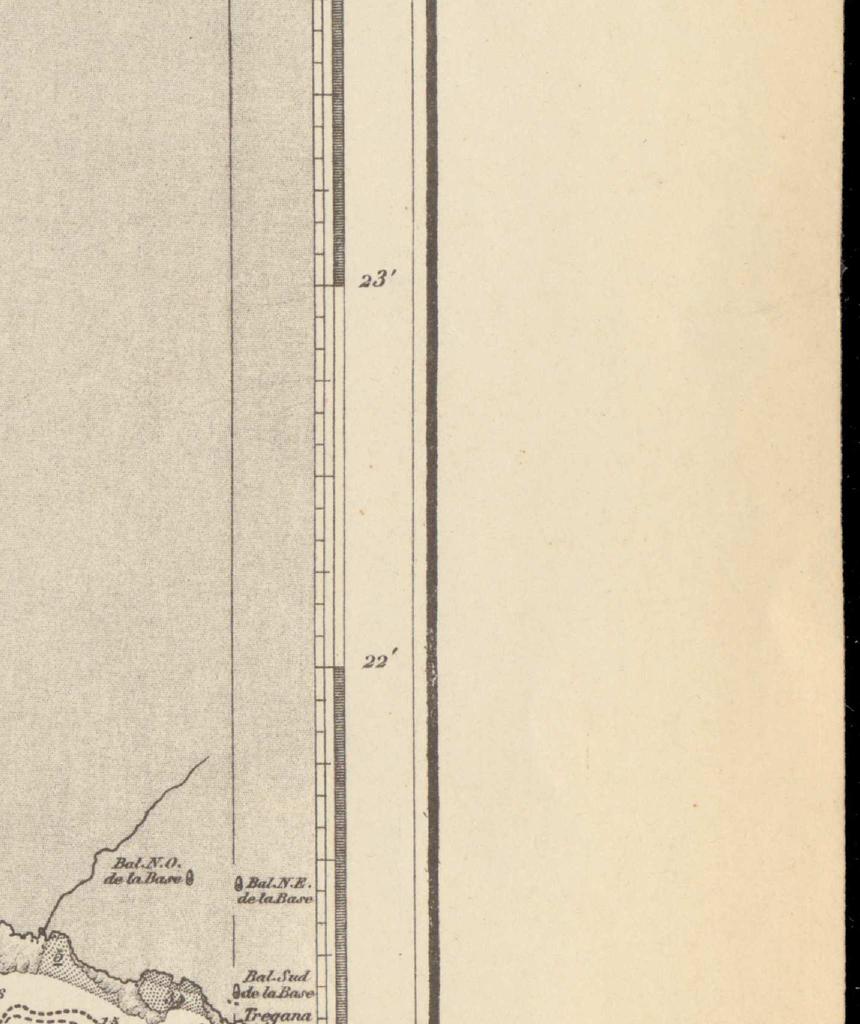 23'
22'
Bal. N.O.
de la Base
Bal. N.E.
de la Base
Bal. Sud
de la Base
Tregana
15